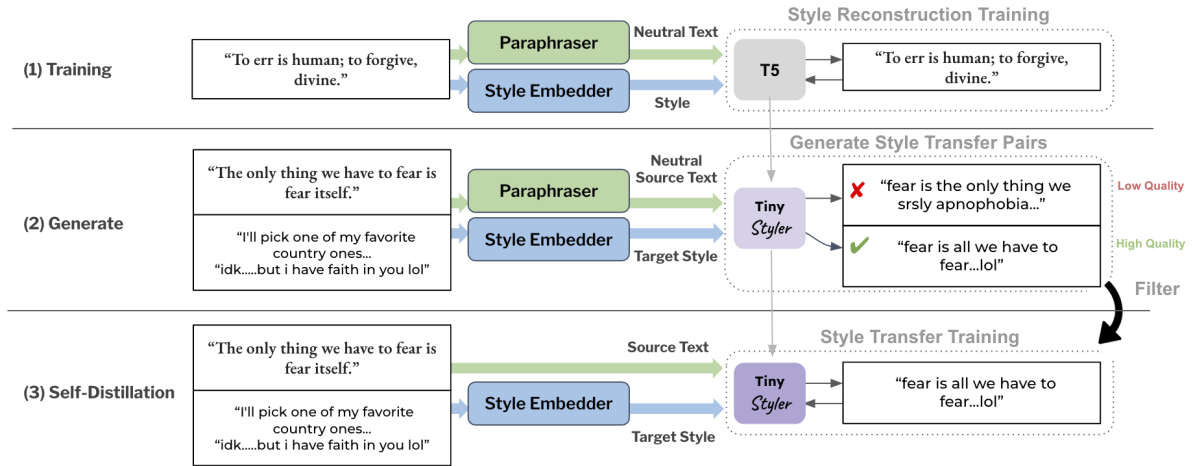 Style Reconstruction Training
(1) Training
“To err is human; to forgive,
divine.”
Paraphraser
Style Embedder
Neutral Text
Style
T5
“To err is human; to forgive,
divine.”
Generate Style Transfer Pairs
(2) Generate
“The only thing we have to fear is
fear itself.”
“I'll pick one of my favorite
country ones...
“idk.....but i have faith in you lol”
Paraphraser
Style Embedder
Neutral
Source Text
Target Style
Tiny
Styler
✘
“fear is the only thing we
srsly apnophobia...”
Low Quality
✔
“fear is all we have to
fear...lol”
High Quality
Filter
Style Transfer Training
(3) Self-Distillation
“The only thing we have to fear is
fear itself.”
“I'll pick one of my favorite
country ones...
“idk.....but i have faith in you lol”
Style Embedder
Source Text
Target Style
Tiny
Styler
“fear is all we have to
fear...lol”